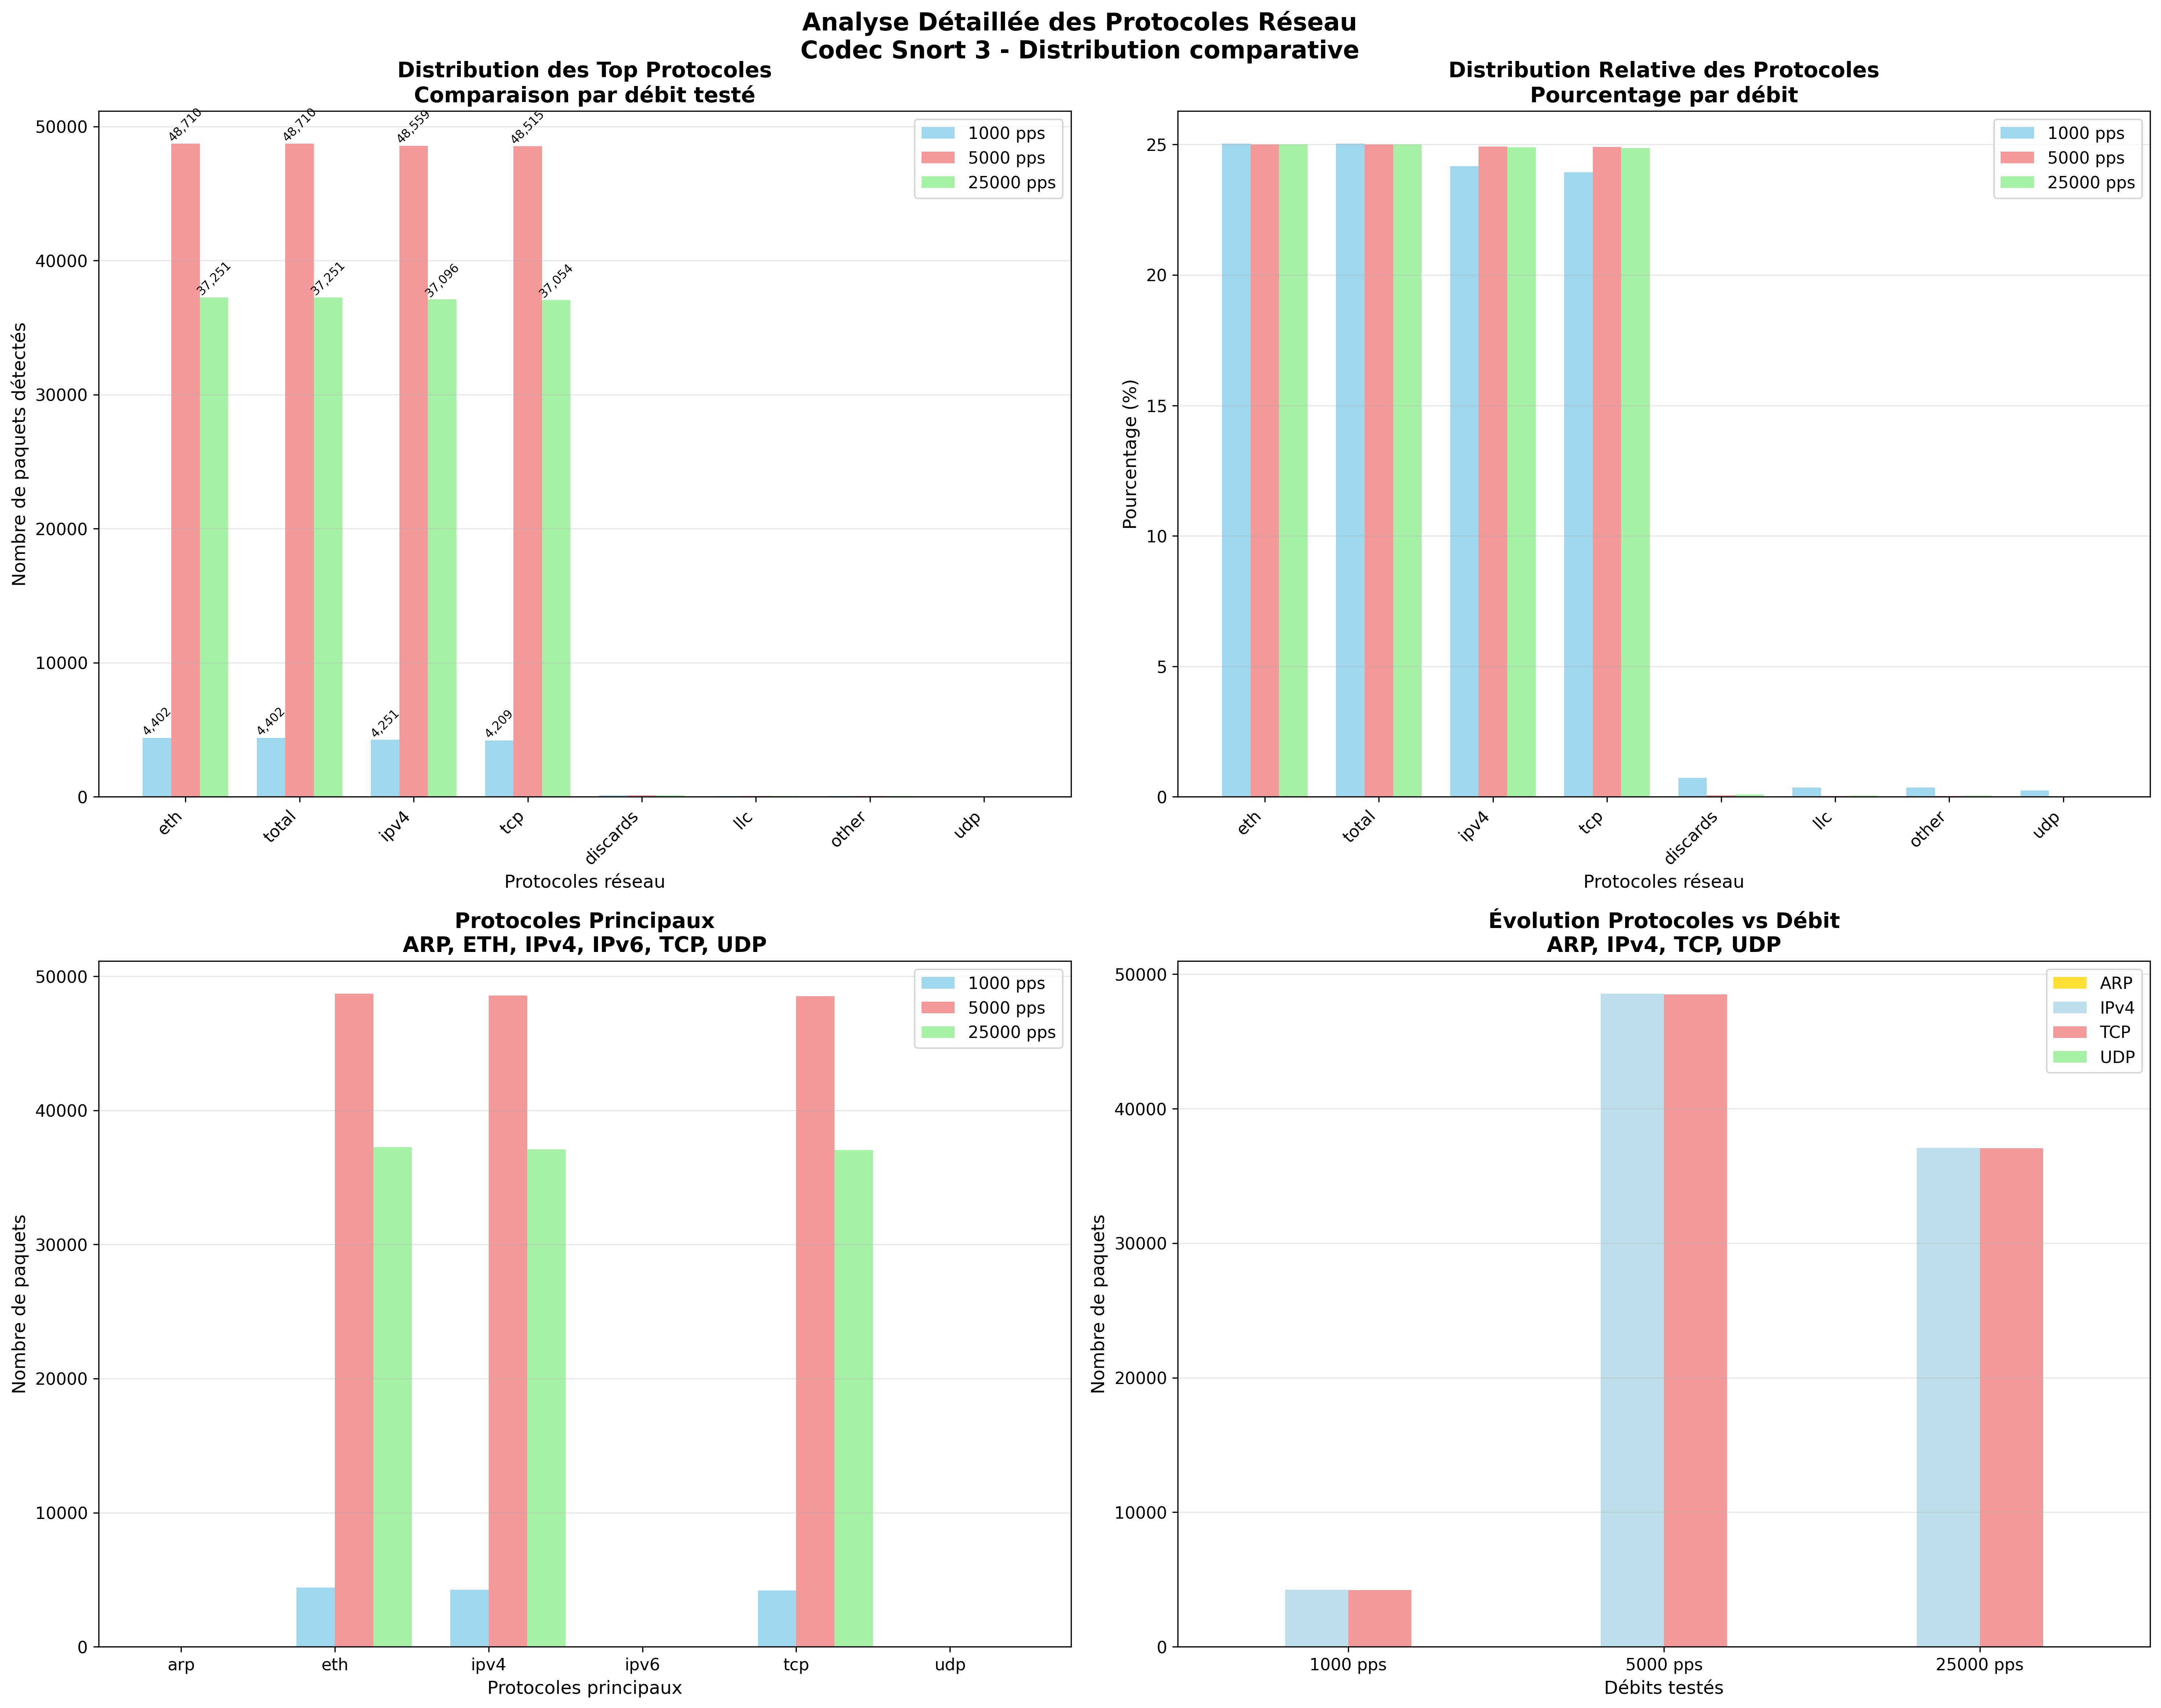 Analyse Détaillée des Protocoles Réseau
Codec Snort 3 - Distribution comparative
Distribution des Top Protocoles
Comparaison par débit testé
Nombre de paquets détectés
50000
40000
30000
20000
10000
0
48,710
48,710
48,559
48,515
37,251
37,251
37,096
37,054
4,402
4,402
4,251
4,209
1000 pps
5000 pps
25000 pps
eth
total
ipv4
tcp
discards
llc
other
udp
Protocoles réseau
Distribution Relative des Protocoles
Pourcentage par débit
Pourcentage (%)
25
20
15
10
5
0
1000 pps
5000 pps
25000 pps
eth
total
ipv4
tcp
discards
llc
other
udp
Protocoles réseau
Protocoles Principaux
ARP, ETH, IPv4, IPv6, TCP, UDP
Nombre de paquets
50000
40000
30000
20000
10000
0
1000 pps
5000 pps
25000 pps
arp
eth
ipv4
ipv6
tcp
udp
Protocoles principaux
Évolution Protocoles vs Débit
ARP, IPv4, TCP, UDP
Nombre de paquets
50000
40000
30000
20000
10000
0
ARP
IPv4
TCP
UDP
1000 pps
5000 pps
25000 pps
Débits testés